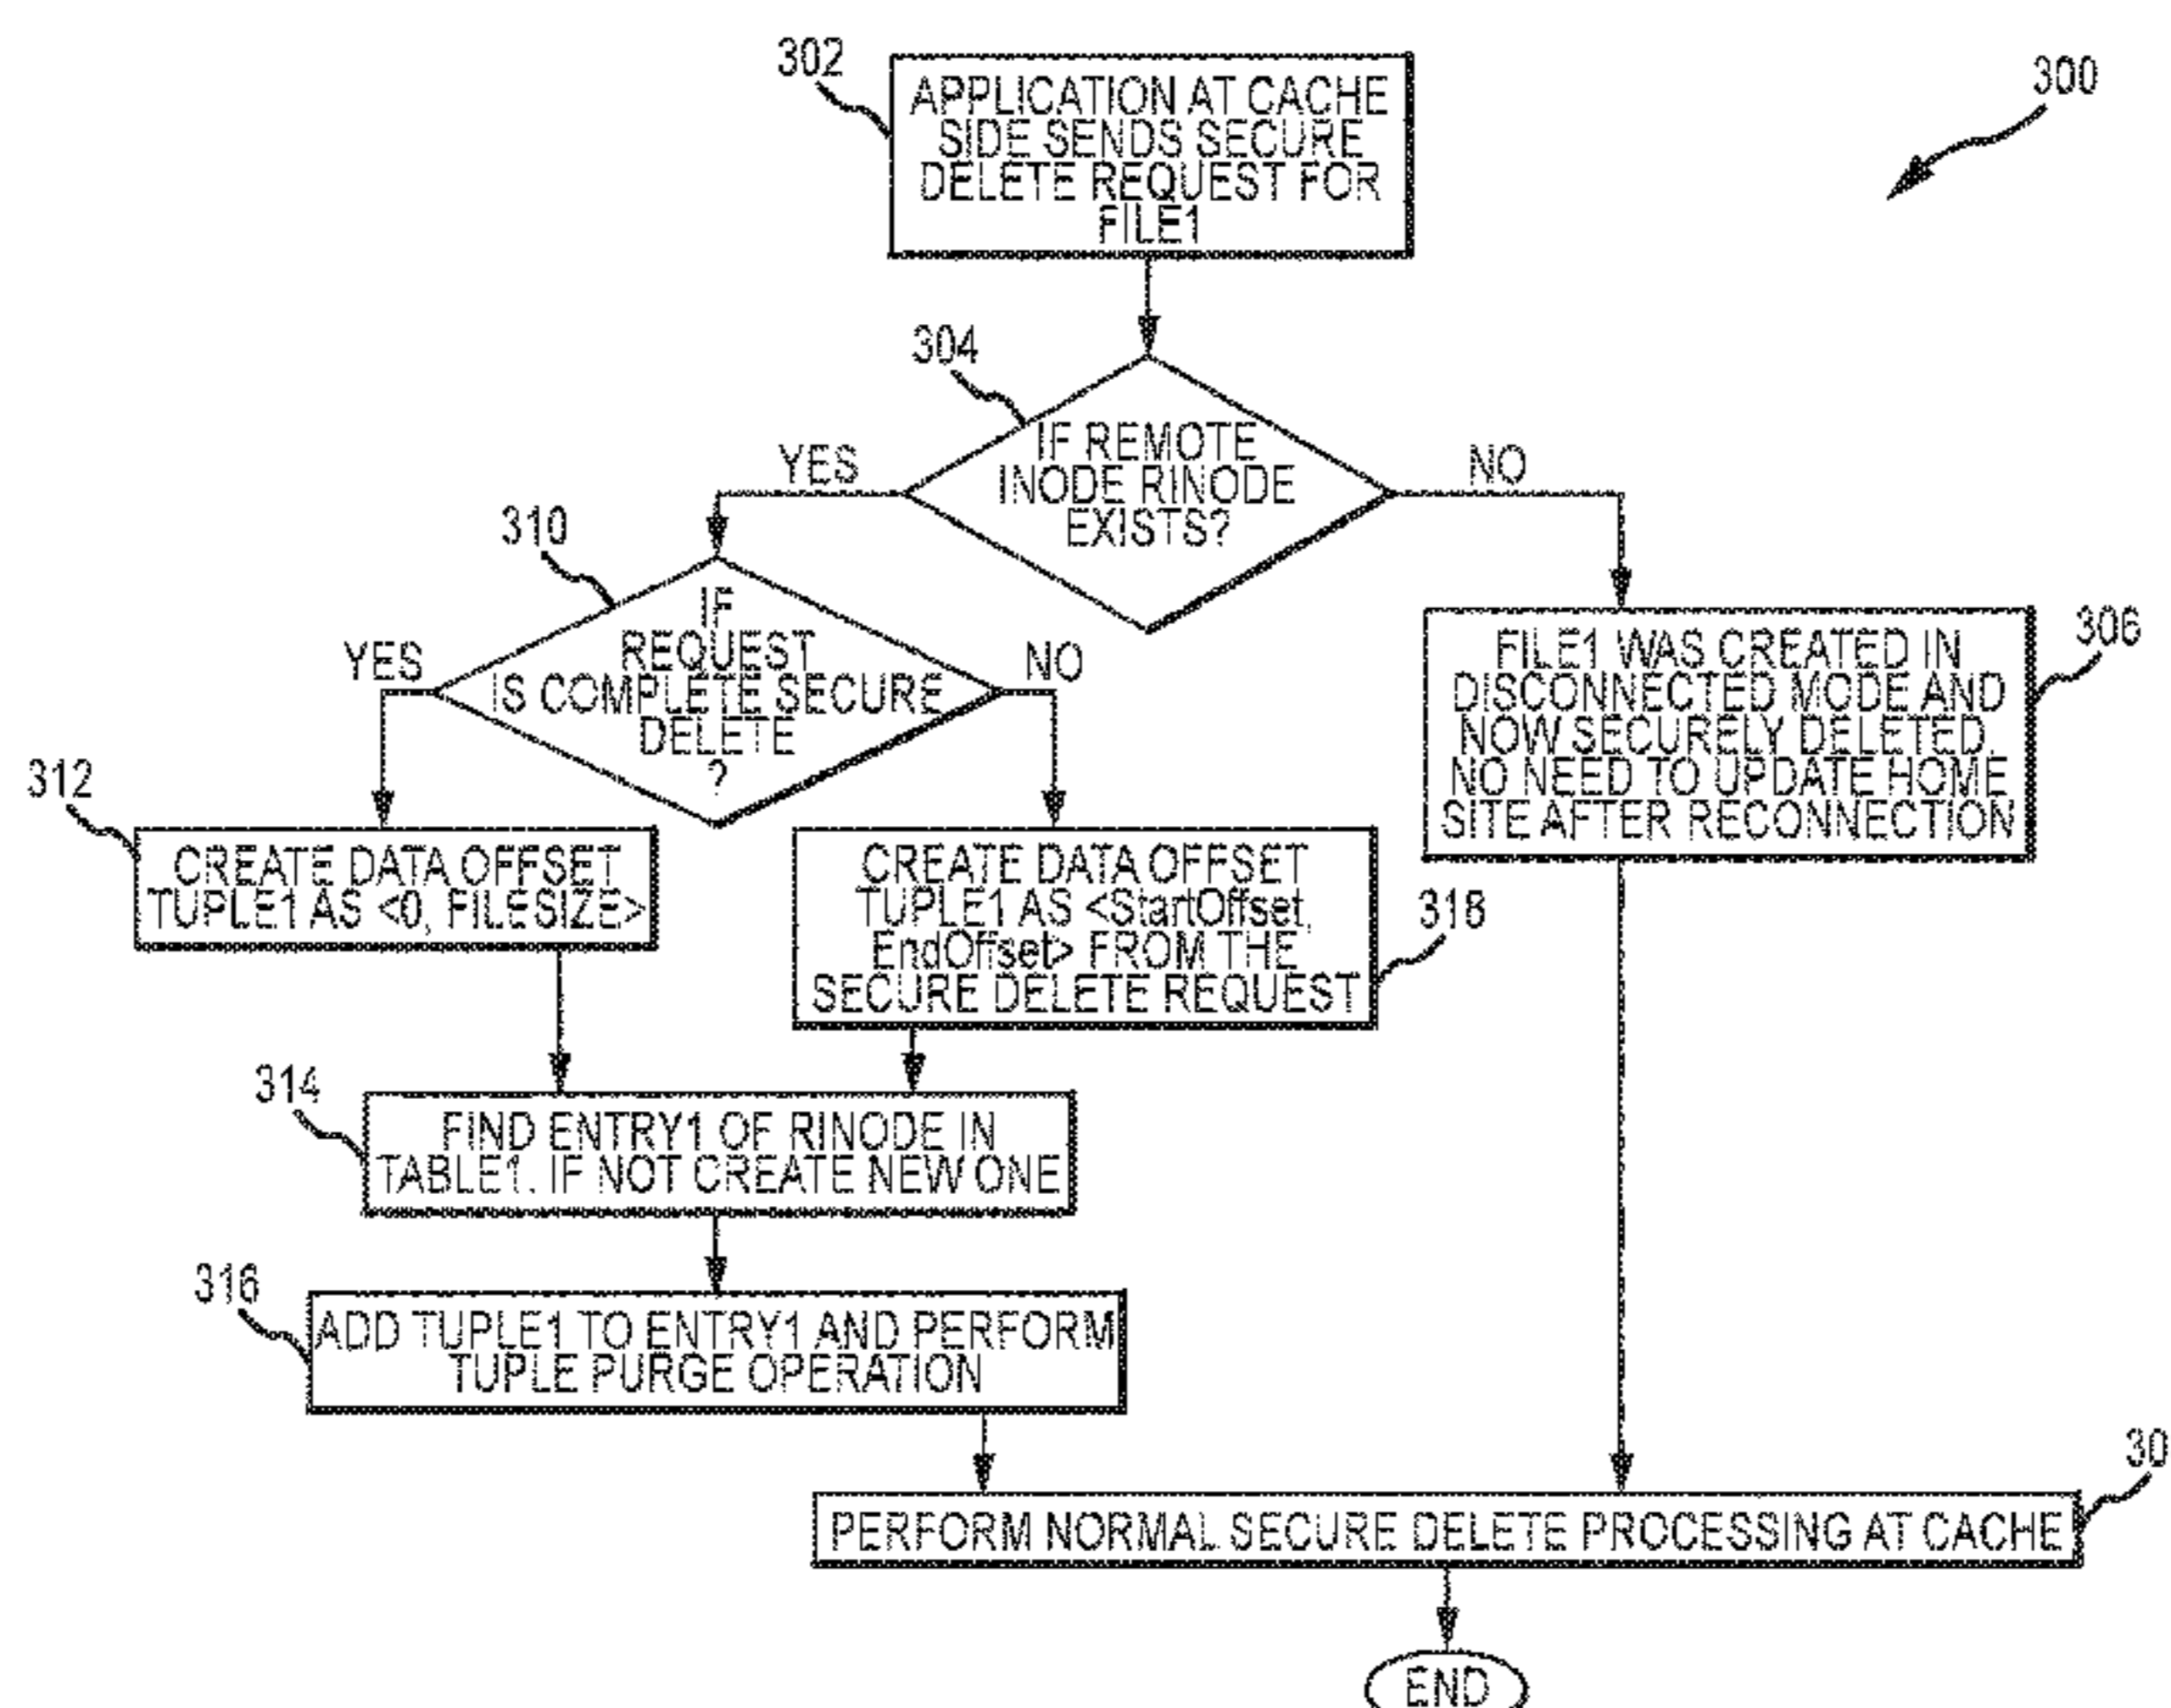 302
APPLICATION AT CACHE
SIDE SENDS SECURE
DELETE REQUEST FOR
FILE1
300
304
IF REMOTE
INODE RINODE
EXISTS?
YES
NO
310
IF
REQUEST
IS COMPLETE SECURE
DELETE
?
YES
NO
306
FILE1 WAS CREATED IN
DISCONNECTED MODE AND
NOW SECURELY DELETED.
NO NEED TO UPDATE HOME
SITE AFTER RECONNECTION
312
CREATE DATA OFFSET
TUPLE1 AS <0, FILESIZE>
CREATE DATA OFFSET
TUPLE1 AS <StartOffset,
EndOffset> FROM THE
SECURE DELETE REQUEST
318
314
FIND ENTRY1 OF RINODE IN
TABLE1. IF NOT CREATE NEW ONE
316
ADD TUPLE1 TO ENTRY1 AND PERFORM
TUPLE PURGE OPERATION
30
PERFORM NORMAL SECURE DELETE PROCESSING AT CACHE
END